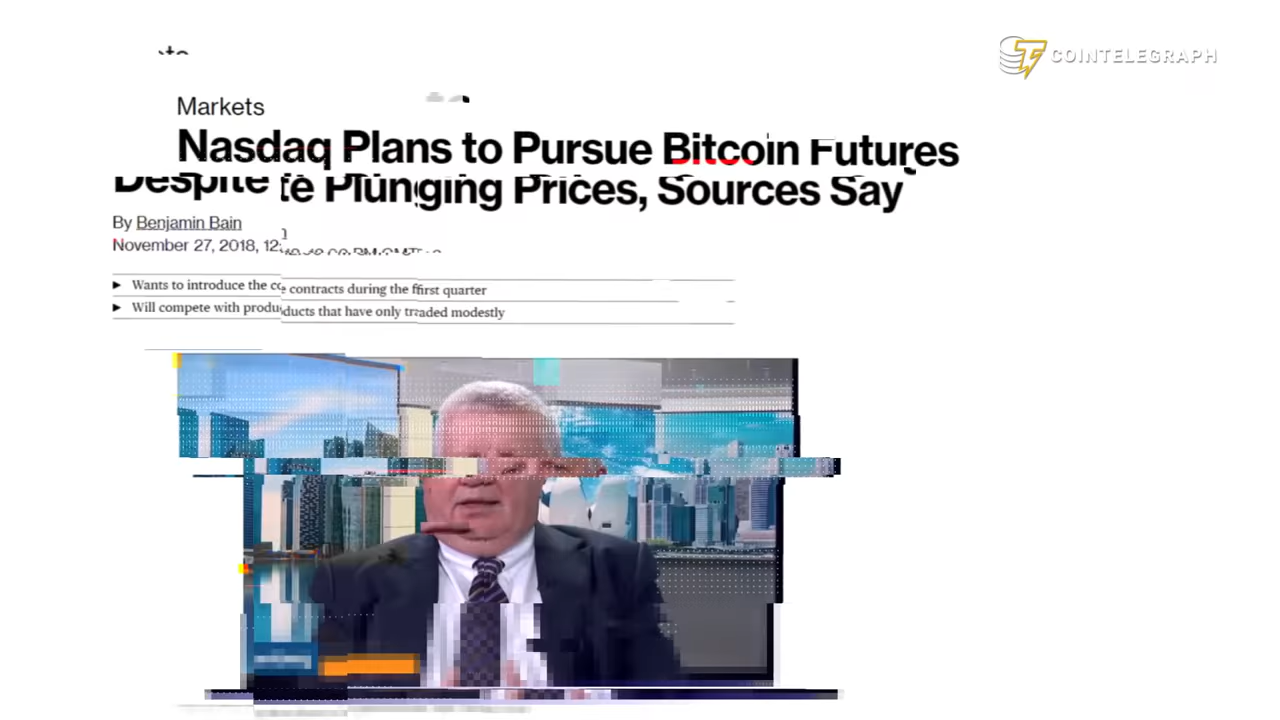 COINTELEGRAPH
Markets
Nasdaq Plans to Pursue Bitcoin Futures
Despite Plunging Prices, Sources Say
By Benjamin Bain
November 27, 2018, 12:
Wants to introduce the contracts during the first quarter
Will compete with products that have only traded modestly